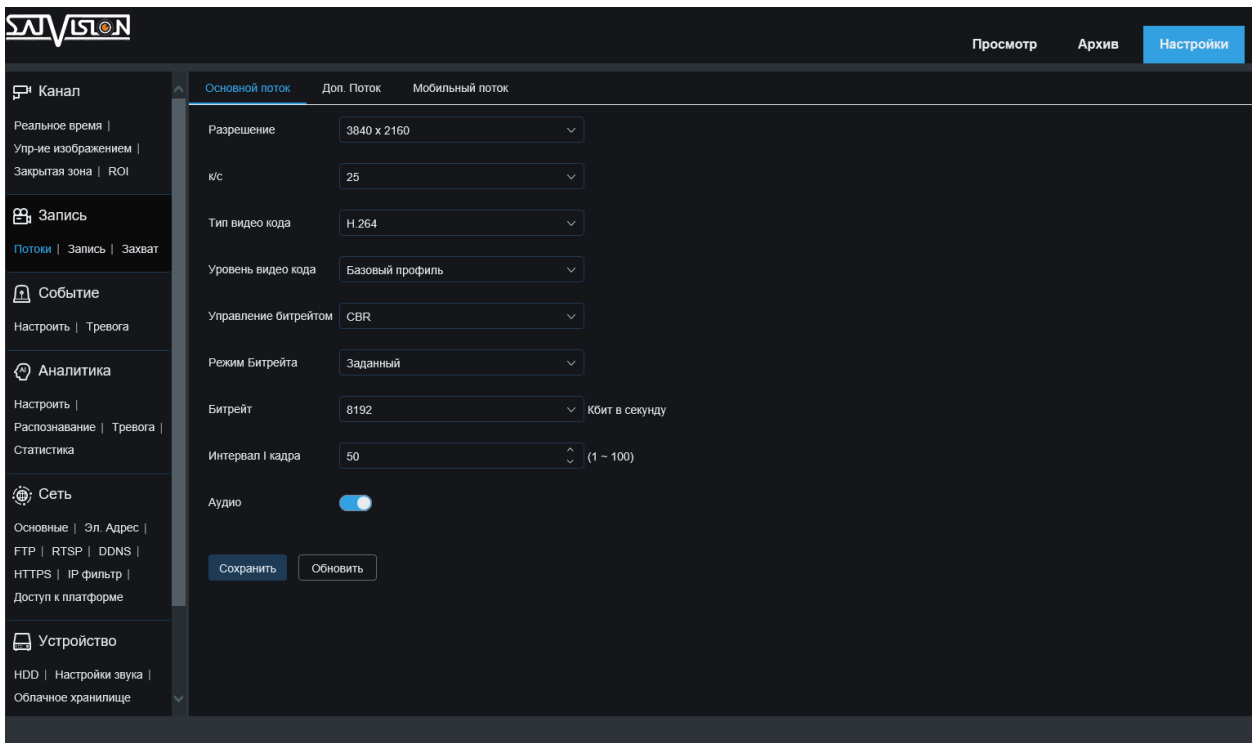 SATVISION
Просмотр Архив Настройки
Канал
Реальное время |
Упр-ие изображением |
Закрытая зона | ROI
Запись
Потоки | Запись | Захват
Событие
Настроить | Тревога
AI Аналитика
Настроить |
Распознавание | Тревога |
Статистика
Сеть
Основные | Эл. Адрес |
FTP | RTSP | DDNS |
HTTPS | IP фильтр |
Доступ к платформе
Устройство
HDD | Настройки звука |
Облачное хранилище
Основной поток Доп. Поток Мобильный поток
Разрешение 3840 x 2160
к/с 25
Тип видео кода H.264
Уровень видео кода Базовый профиль
Управление битрейтом CBR
Режим Битрейта Заданный
Битрейт 8192 Кбит в секунду
Интервал I кадра 50 (1 ~ 100)
Аудио
Сохранить Обновить